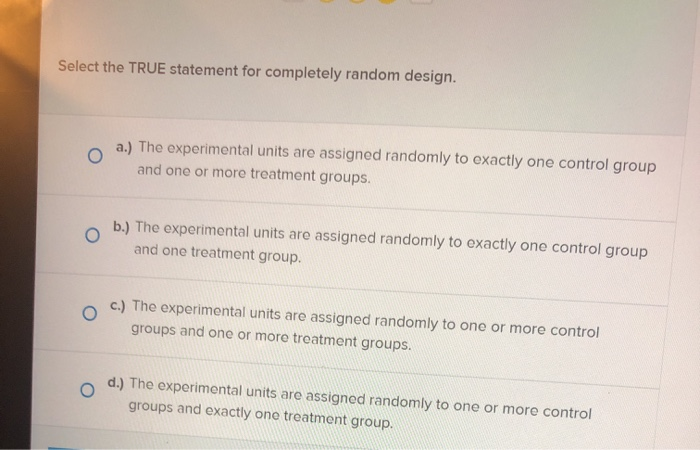 Select the TRUE statement for completely random design.
a.) The experimental units are assigned randomly to exactly one control group
and one or more treatment groups.
b.) The experimental units are assigned randomly to exactly one control group
and one treatment group.
c.) The experimental units are assigned randomly to one or more control
groups and one or more treatment groups.
d.) The experimental units are assigned randomly to one or more control
groups and exactly one treatment group.